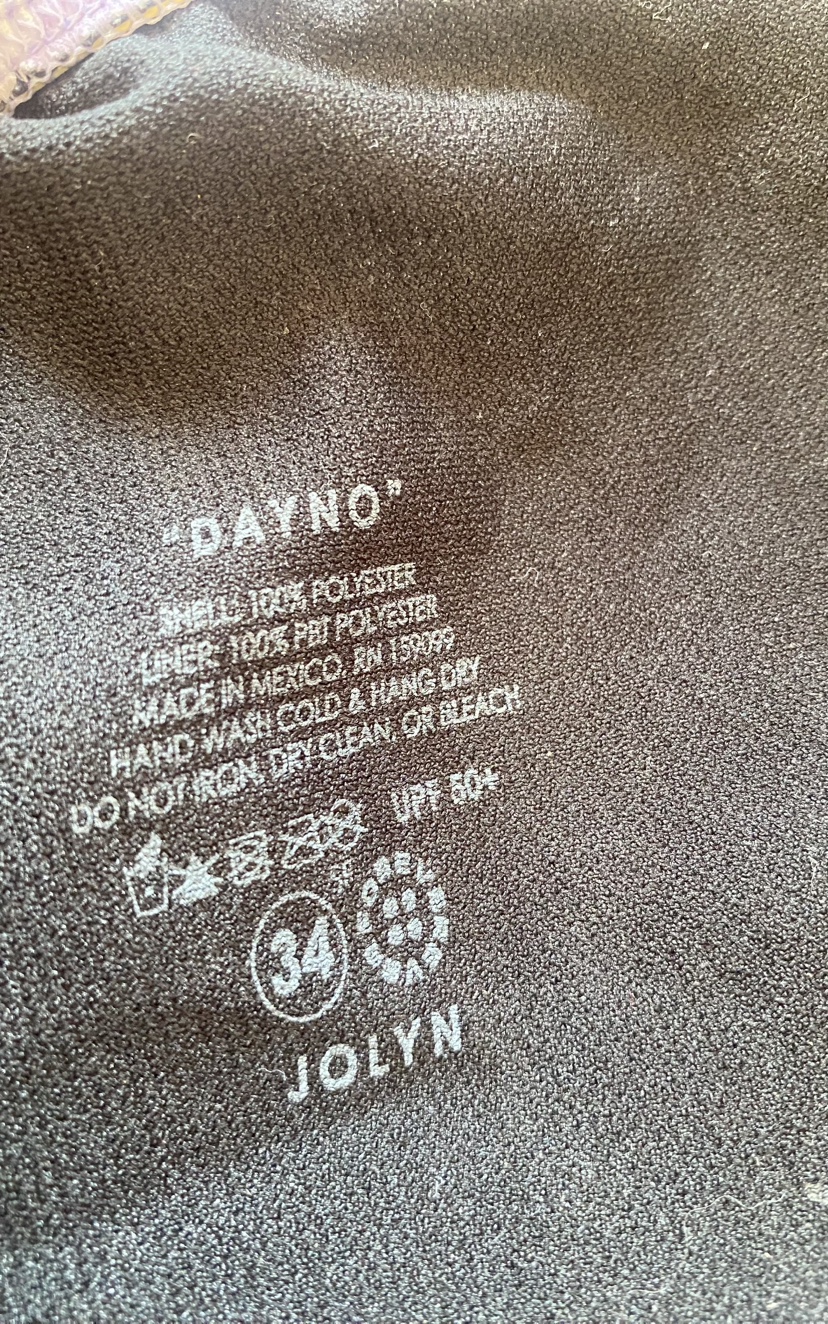 "DAYNO"
SHELL: 100% POLYESTER
LINER: 100% PBT POLYESTER
MADE IN MEXICO RN 159099
HAND WASH COLD & HANG DRY
DO NOT IRON, DRY CLEAN, OR BLEACH
UPF 50+
34
JOLYN